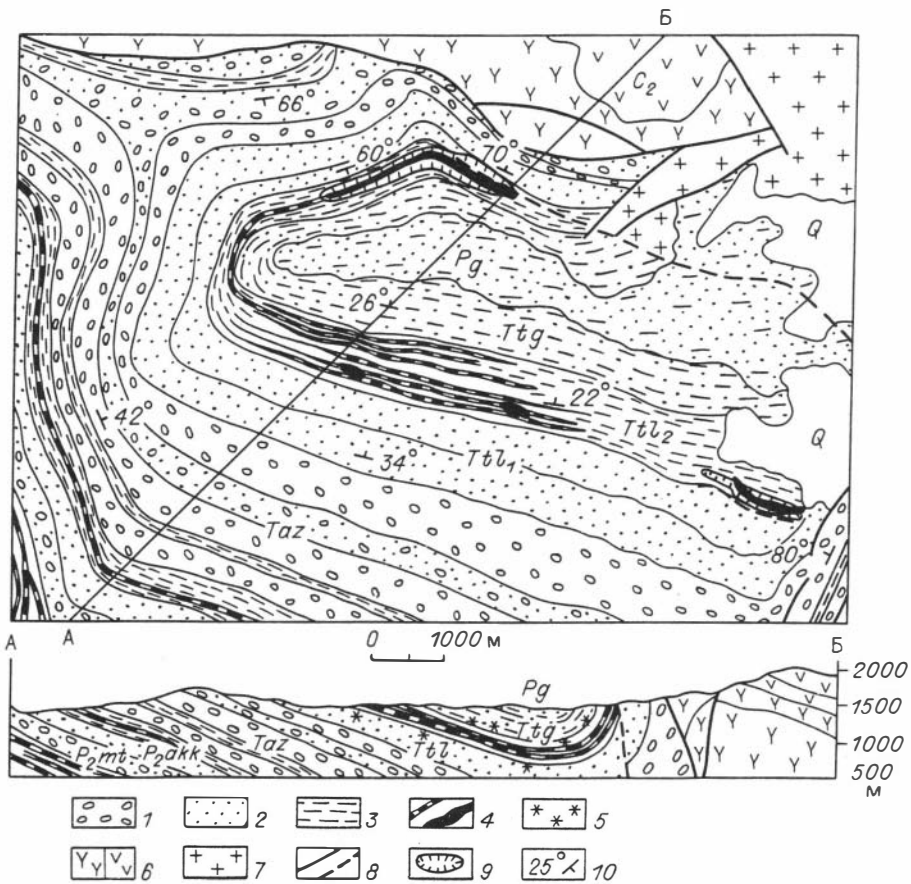 Б
66°
C2
60°
70°
Q
Pg
26°
Ttg
22°
Q
42°
Ttl2
34°
Ttl1
Taz
80°
А А 0 1000 м Б
2000
Pg
1500
Ttg
P2mt-P2akk Taz Ttl
1000
500
м
1 2 3 4 5
6 7 8 9 25° 10